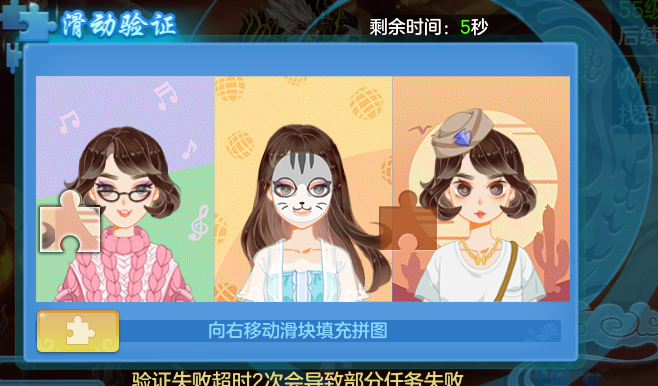 滑动验证
剩余时间：5秒
55级
后续
伙伴
找到
向右移动滑块填充拼图
验证失败超时2次会导致部分任务失败